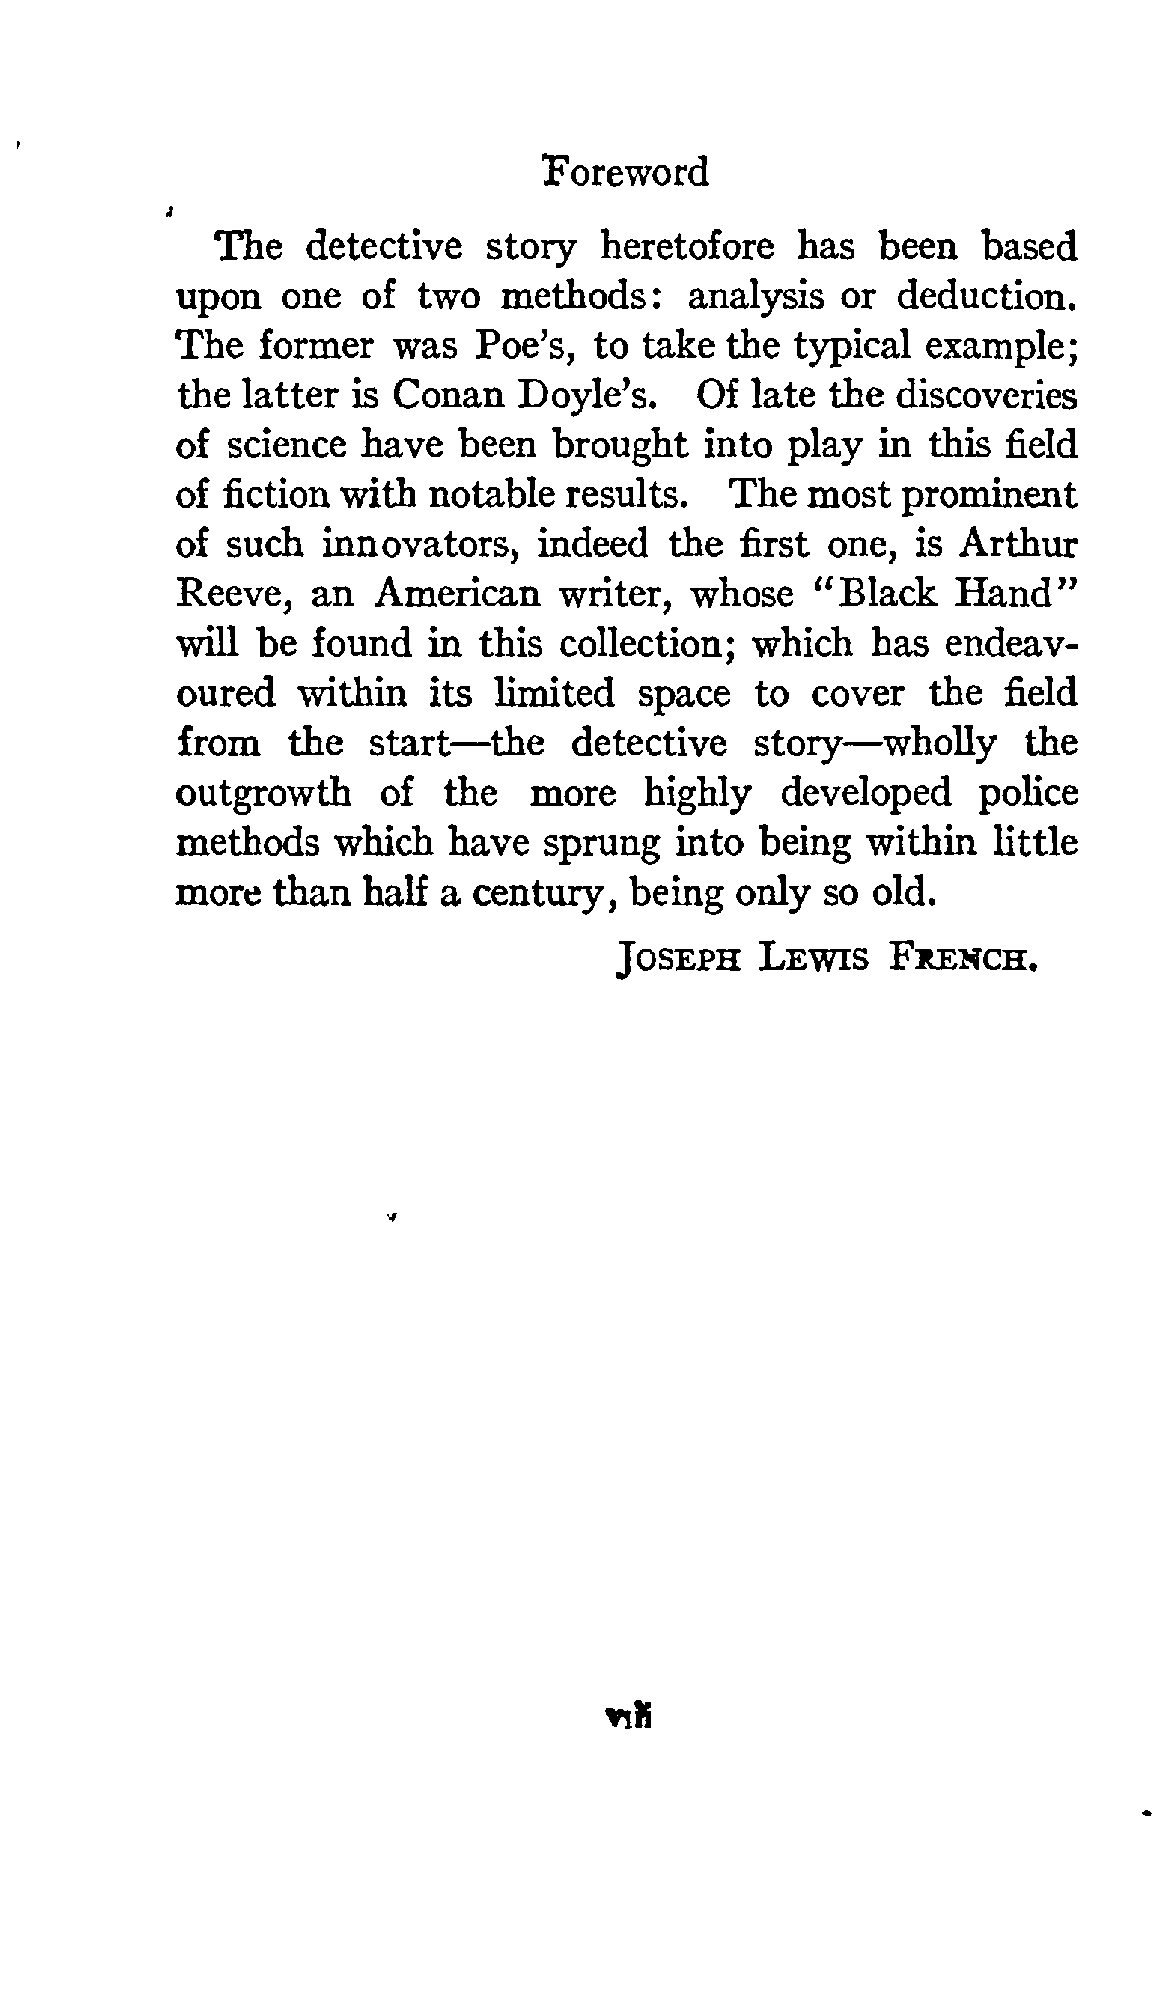 Foreword
The detective story heretofore has been based
upon one of two methods: analysis or deduction.
The former was Poe's, to take the typical example;
the latter is Conan Doyle's. Of late the discoveries
of science have been brought into play in this field
of fiction with notable results. The most prominent
of such innovators, indeed the first one, is Arthur
Reeve, an American writer, whose "Black Hand"
will be found in this collection; which has endeav-
oured within its limited space to cover the field
from the start—the detective story—wholly the
outgrowth of the more highly developed police
methods which have sprung into being within little
more than half a century, being only so old.
JOSEPH LEWIS FRENCH.